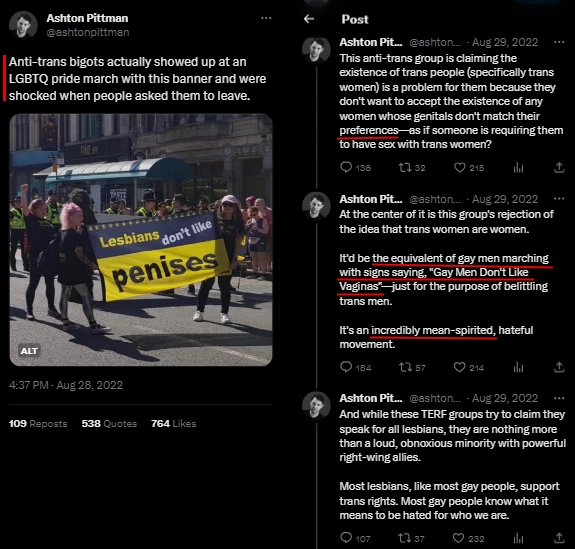 Ashton Pittman
@ashtonpittman
Anti-trans bigots actually showed up at an
LGBTQ pride march with this banner and were
shocked when people asked them to leave.
Lesbians don't like
penises
ALT
4:37 PM · Aug 28, 2022
109 Reposts 538 Quotes 764 Likes
Post
Ashton Pit... @ashton... · Aug 29, 2022
This anti-trans group is claiming the
existence of trans people (specifically trans
women) is a problem for them because they
don't want to accept the existence of any
women whose genitals don't match their
preferences—as if someone is requiring them
to have sex with trans women?
136 32 215
Ashton Pit... @ashton... · Aug 29, 2022
At the center of it is this group's rejection of
the idea that trans women are women.
It'd be the equivalent of gay men marching
with signs saying, "Gay Men Don't Like
Vaginas"—just for the purpose of belittling
trans men.
It's an incredibly mean-spirited, hateful
movement.
184 57 214
Ashton Pit... @ashton... · Aug 29, 2022
And while these TERF groups try to claim they
speak for all lesbians, they are nothing more
than a loud, obnoxious minority with powerful
right-wing allies.
Most lesbians, like most gay people, support
trans rights. Most gay people know what it
means to be hated for who we are.
107 37 232